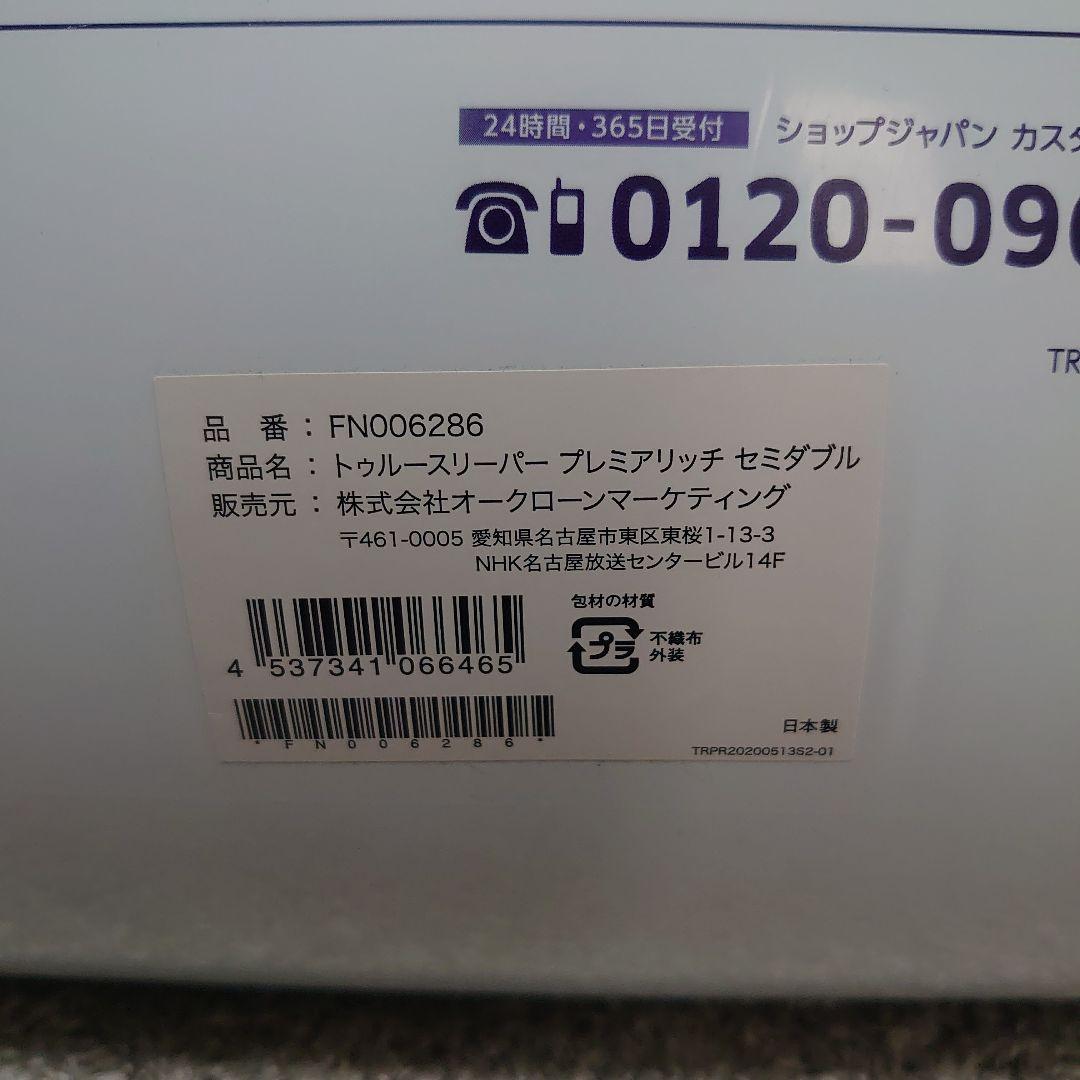 24時間・365日受付 ショップジャパン カスタ
0120-096
TR
品 番 : FN006286
商品名 : トゥルースリーパー プレミアリッチ セミダブル
販売元 : 株式会社オークローンマーケティング
〒461-0005 愛知県名古屋市東区東桜1-13-3
NHK名古屋放送センタービル14F
包材の材質
プラ 不織布
外装
4 537341 066465
*FN006286*
日本製
TRPR20200513S2-01